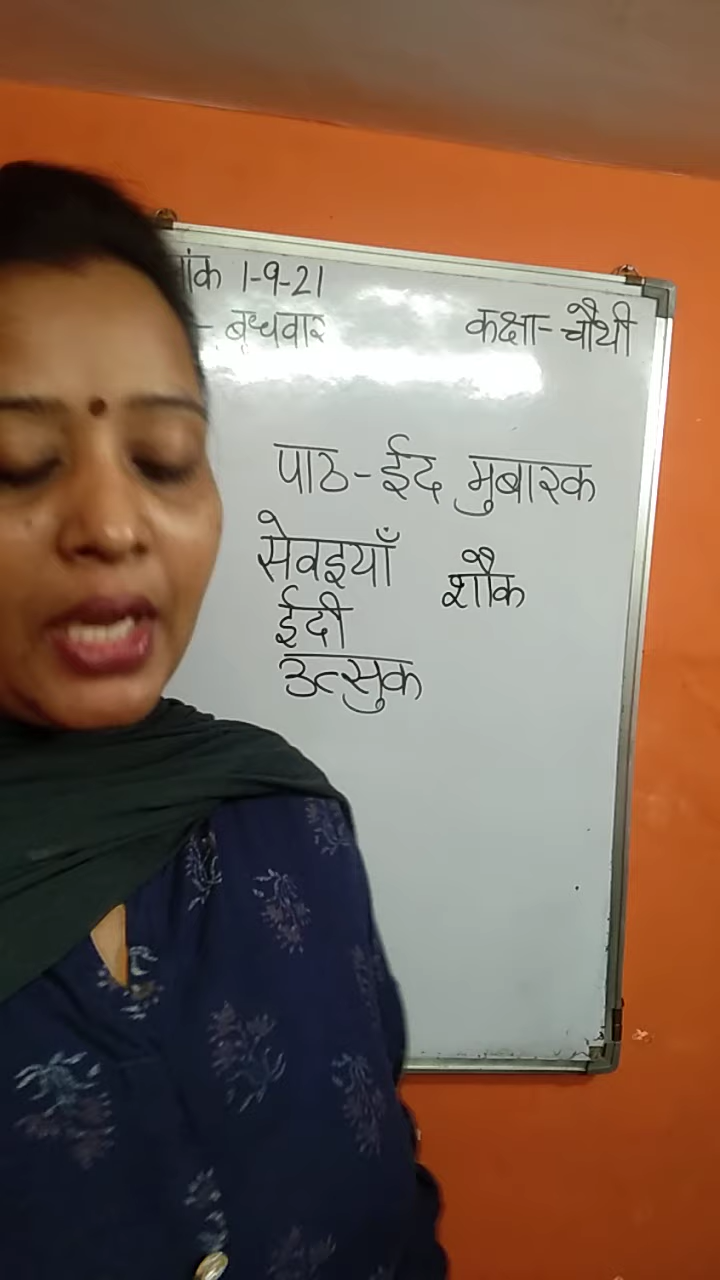 ांक 1-9-21
- बुधवार कक्षा- चौथी
पाठ- ईद मुबारक
सेवइयाँ शौक
ईदी
उत्सुक